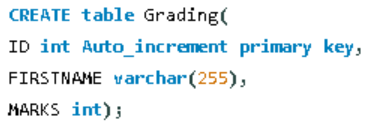 CREATE table Grading(
ID int Auto_increment primary key,
FIRSTNAME varchar(255),
MARKS int);